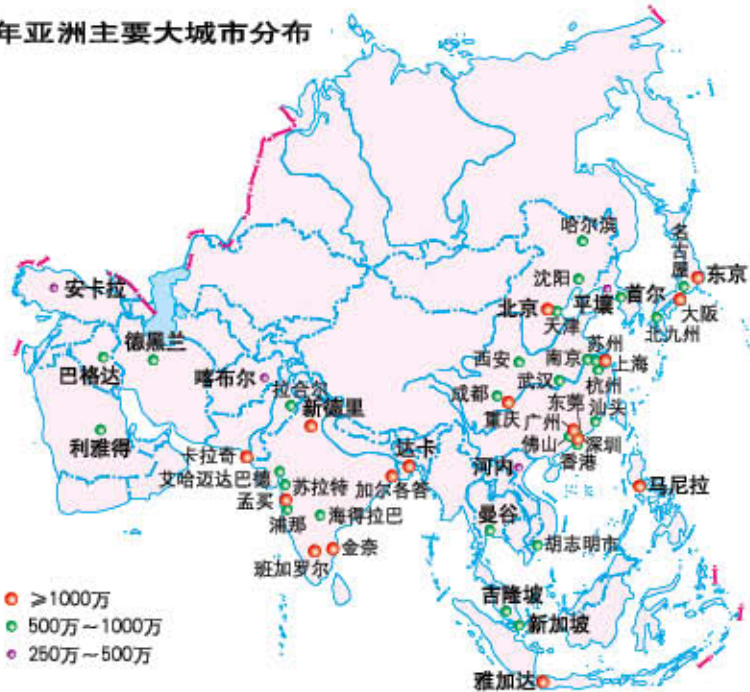 年亚洲主要大城市分布
哈尔滨
名古屋
沈阳
东京
安卡拉
首尔
北京
平壤
大阪
天津
北九州
德黑兰
苏州
西安
南京
上海
巴格达
喀布尔
武汉
杭州
拉合尔
成都
东莞
新德里
重庆
广州
汕头
利雅得
佛山
深圳
卡拉奇
达卡
香港
河内
艾哈迈达巴德
苏拉特
加尔各答
马尼拉
孟买
浦那
海得拉巴
曼谷
胡志明市
金奈
班加罗尔
吉隆坡
新加坡
雅加达
≥1000万
500万~1000万
250万~500万